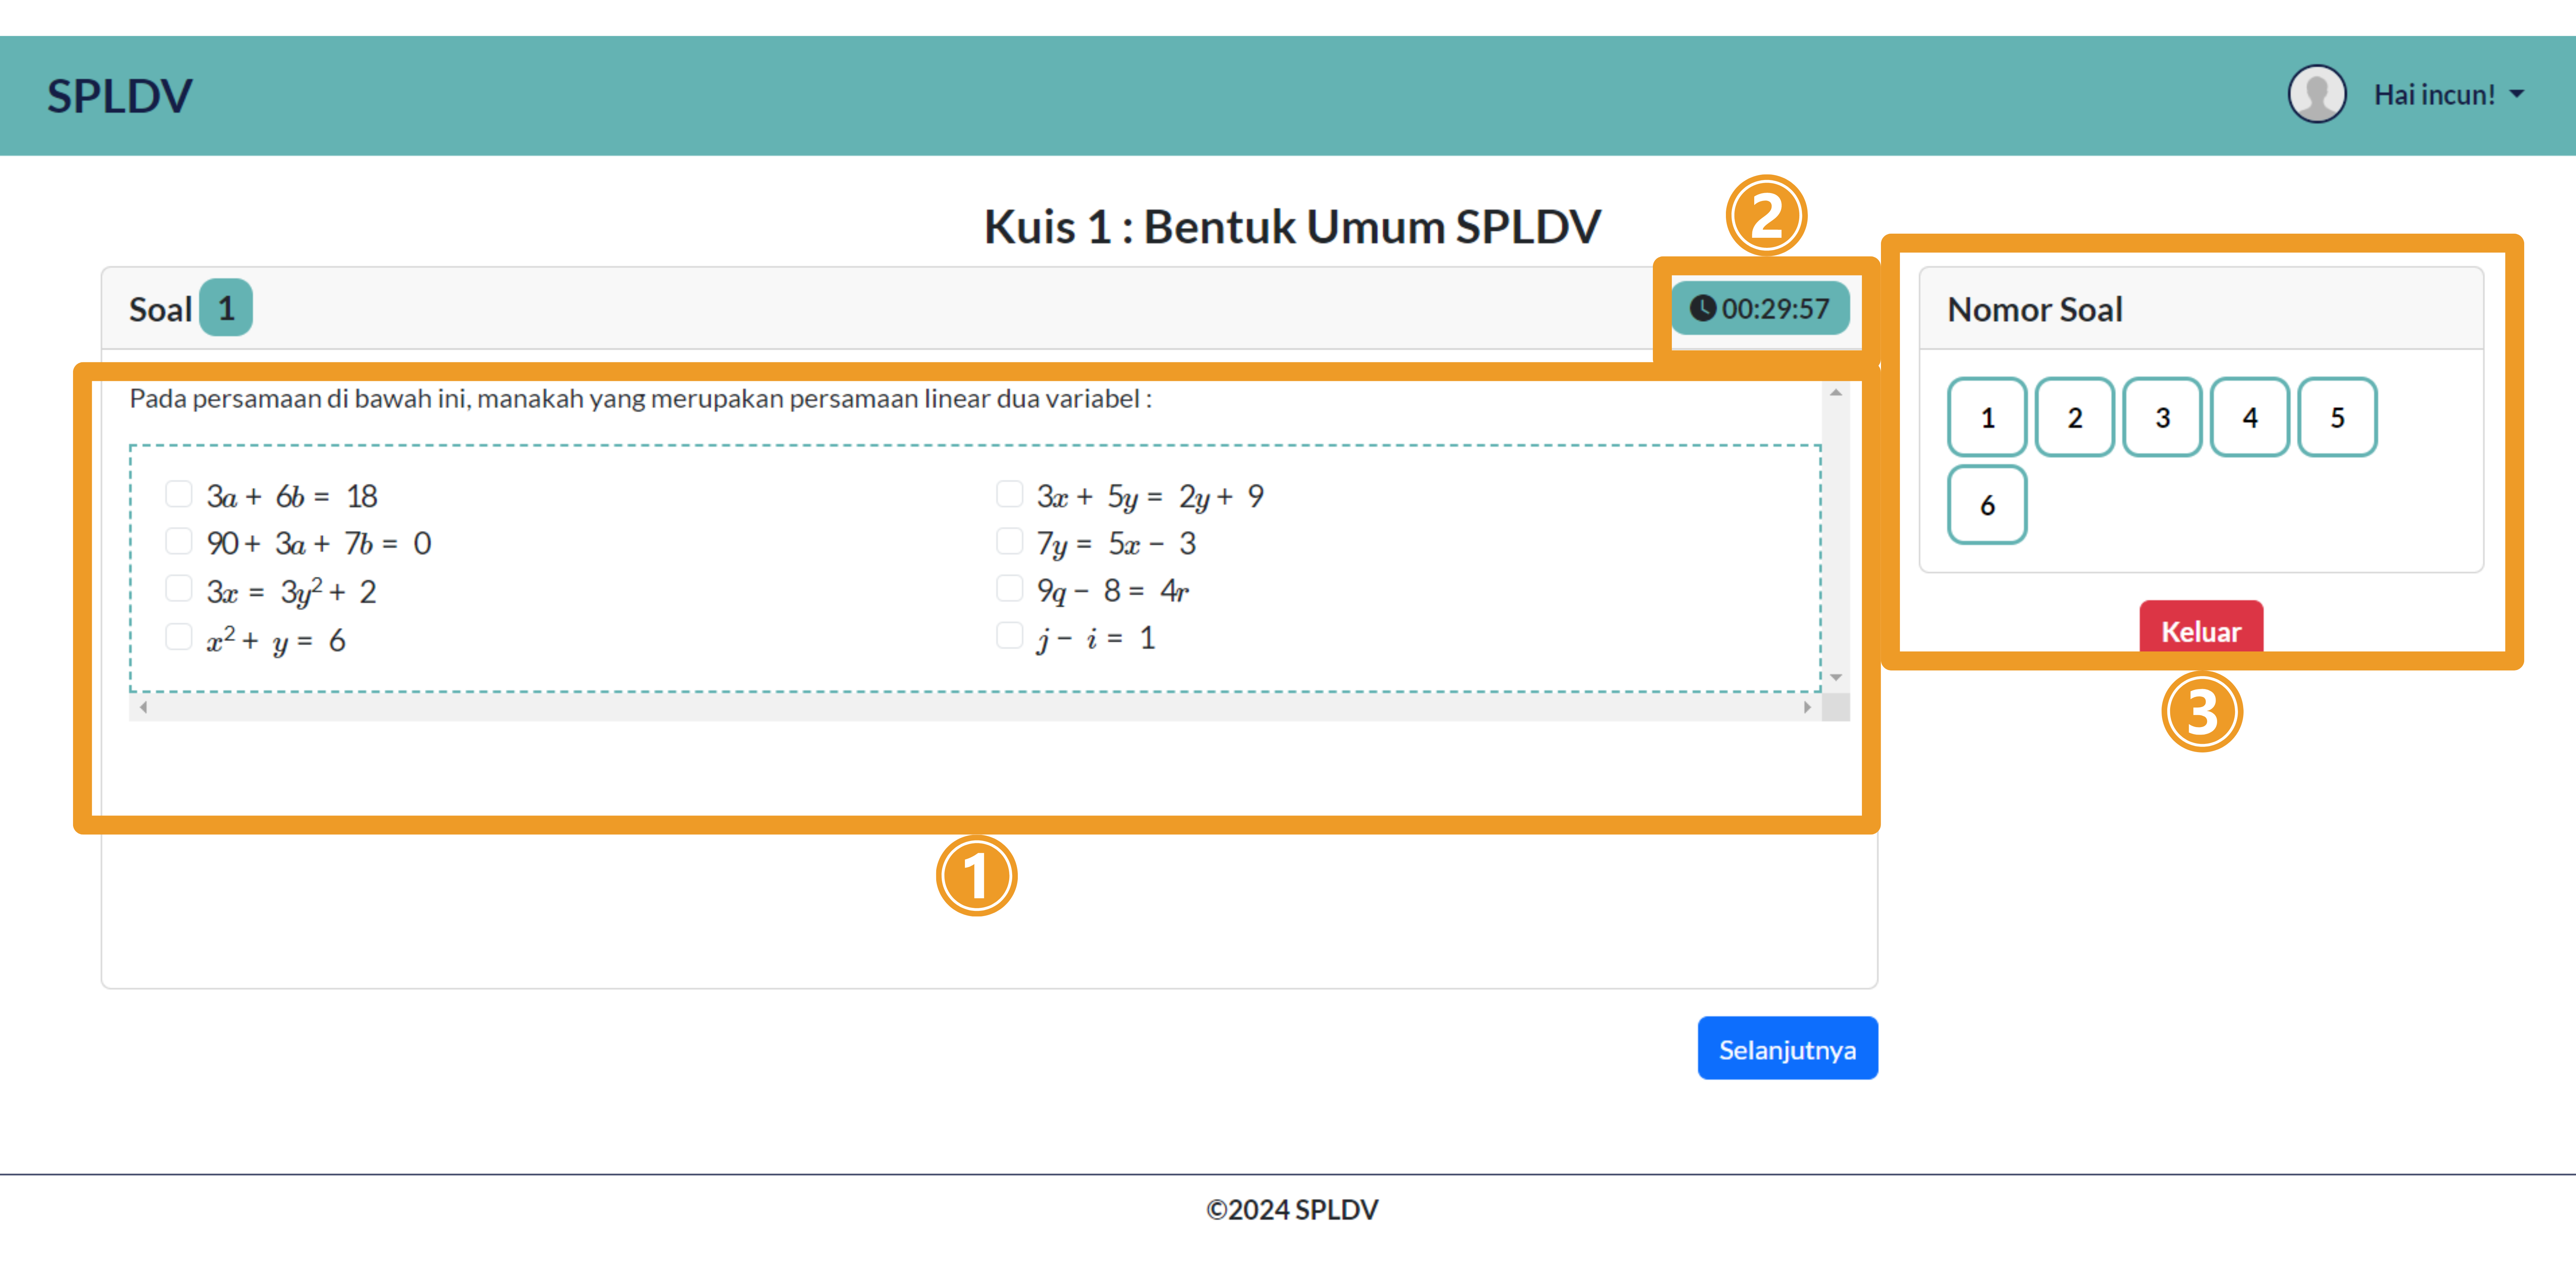 SPLDV
Hai incun!
Kuis 1 : Bentuk Umum SPLDV
2
Soal 1
00:29:57
Nomor Soal
Pada persamaan di bawah ini, manakah yang merupakan persamaan linear dua variabel :
3a + 6b = 18
90 + 3a + 7b = 0
3x = 3y² + 2
x² + y = 6
3x + 5y = 2y + 9
7y = 5x − 3
9q − 8 = 4r
j − i = 1
1 2 3 4 5
6
Keluar
3
1
Selanjutnya
©2024 SPLDV